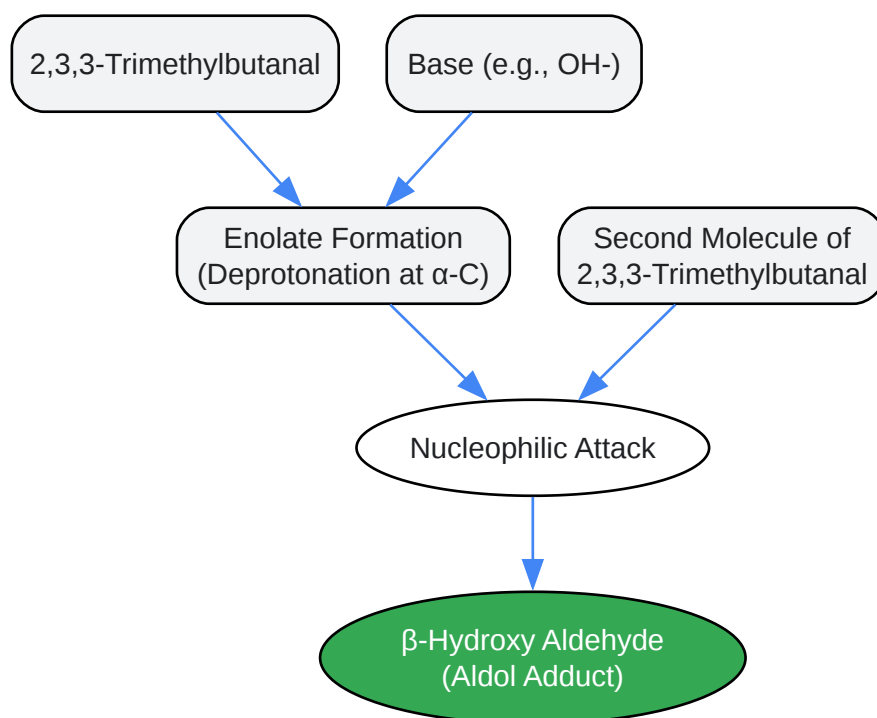 2,3,3-Trimethylbutanal
Base (e.g., OH-)
Enolate Formation
(Deprotonation at α-C)
Second Molecule of
2,3,3-Trimethylbutanal
Nucleophilic Attack
β-Hydroxy Aldehyde
(Aldol Adduct)